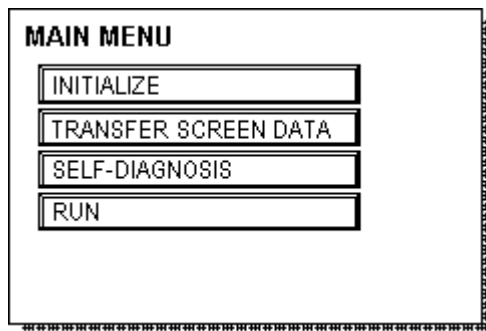 MAIN MENU
INITIALIZE
TRANSFER SCREEN DATA
SELF-DIAGNOSIS
RUN